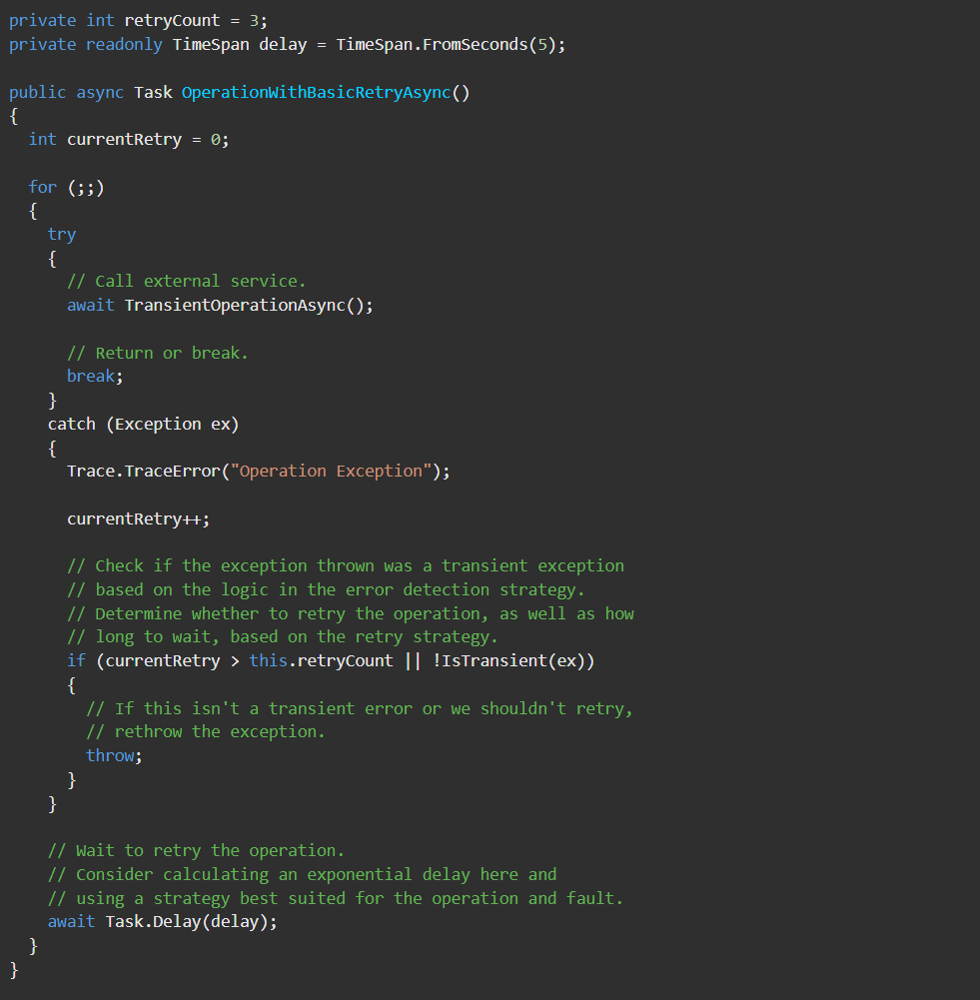 private int retryCount = 3;
private readonly TimeSpan delay = TimeSpan.FromSeconds(5);

public async Task OperationWithBasicRetryAsync()
{
  int currentRetry = 0;

  for (;;)
  {
    try
    {
      // Call external service.
      await TransientOperationAsync();

      // Return or break.
      break;
    }
    catch (Exception ex)
    {
      Trace.TraceError("Operation Exception");

      currentRetry++;

      // Check if the exception thrown was a transient exception
      // based on the logic in the error detection strategy.
      // Determine whether to retry the operation, as well as how
      // long to wait, based on the retry strategy.
      if (currentRetry > this.retryCount || !IsTransient(ex))
      {
        // If this isn't a transient error or we shouldn't retry,
        // rethrow the exception.
        throw;
      }
    }

    // Wait to retry the operation.
    // Consider calculating an exponential delay here and
    // using a strategy best suited for the operation and fault.
    await Task.Delay(delay);
  }
}